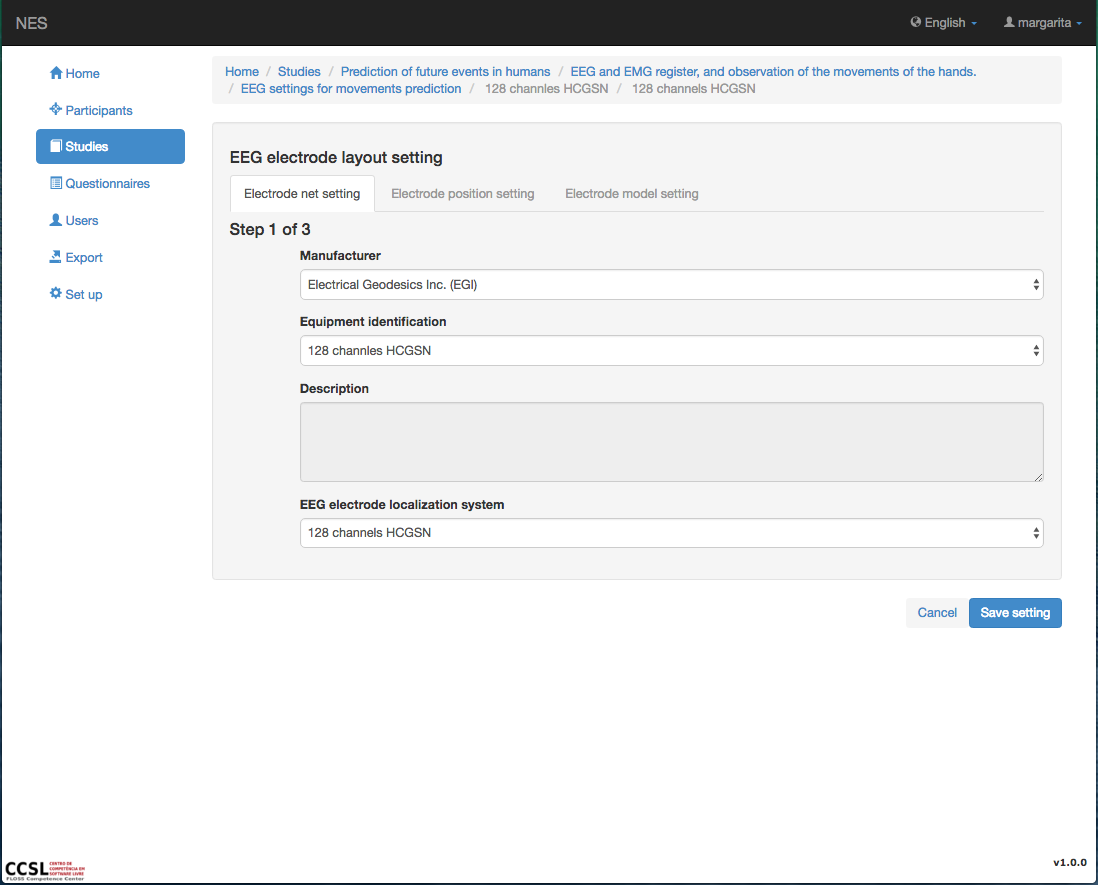 NES
English
margarita
Home
Participants
Studies
Questionnaires
Users
Export
Set up
Home / Studies / Prediction of future events in humans / EEG and EMG register, and observation of the movements of the hands.
/ EEG settings for movements prediction / 128 channles HCGSN / 128 channels HCGSN
EEG electrode layout setting
Electrode net setting
Electrode position setting
Electrode model setting
Step 1 of 3
Manufacturer
Electrical Geodesics Inc. (EGI)
Equipment identification
128 channles HCGSN
Description
EEG electrode localization system
128 channels HCGSN
Cancel
Save setting
CCSL
CENTRO DE
COMPETÊNCIA EM
SOFTWARE LIVRE
FLOSS Competence Center
v1.0.0